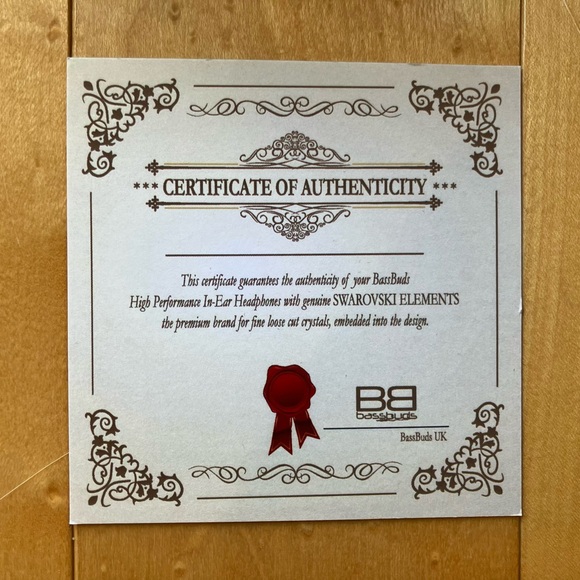 *** CERTIFICATE OF AUTHENTICITY ***
This certificate guarantees the authenticity of your BassBuds
High Performance In-Ear Headphones with genuine SWAROVSKI ELEMENTS
the premium brand for fine loose cut crystals, embedded into the design.
BB
bassbuds
BassBuds UK